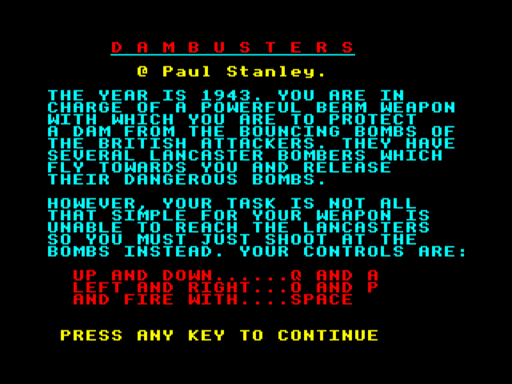 D A M B U S T E R S
@ Paul Stanley.
THE YEAR IS 1943. YOU ARE IN
CHARGE OF A POWERFUL BEAM WEAPON
WITH WHICH YOU ARE TO PROTECT
A DAM FROM THE BOUNCING BOMBS OF
THE BRITISH ATTACKERS. THEY HAVE
SEVERAL LANCASTER BOMBERS WHICH
FLY TOWARDS YOU AND RELEASE
THEIR DANGEROUS BOMBS.
HOWEVER, YOUR TASK IS NOT ALL
THAT SIMPLE FOR YOUR WEAPON IS
UNABLE TO REACH THE LANCASTERS
SO YOU MUST JUST SHOOT AT THE
BOMBS INSTEAD. YOUR CONTROLS ARE:
UP AND DOWN......Q AND A
LEFT AND RIGHT...O AND P
AND FIRE WITH....SPACE
PRESS ANY KEY TO CONTINUE